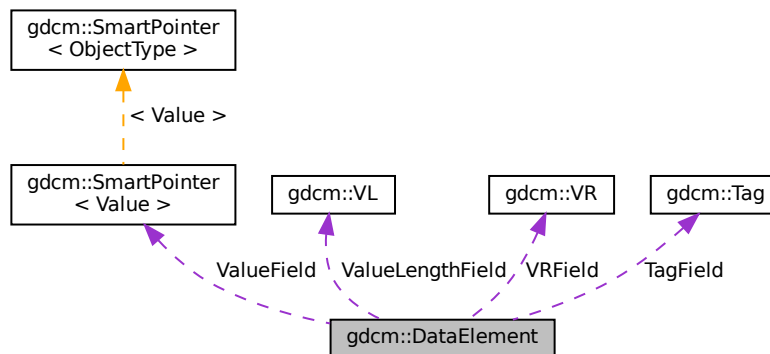 gdcm::SmartPointer
< ObjectType >
< Value >
gdcm::SmartPointer
< Value >
gdcm::VL
gdcm::VR
gdcm::Tag
ValueField
ValueLengthField
VRField
TagField
gdcm::DataElement